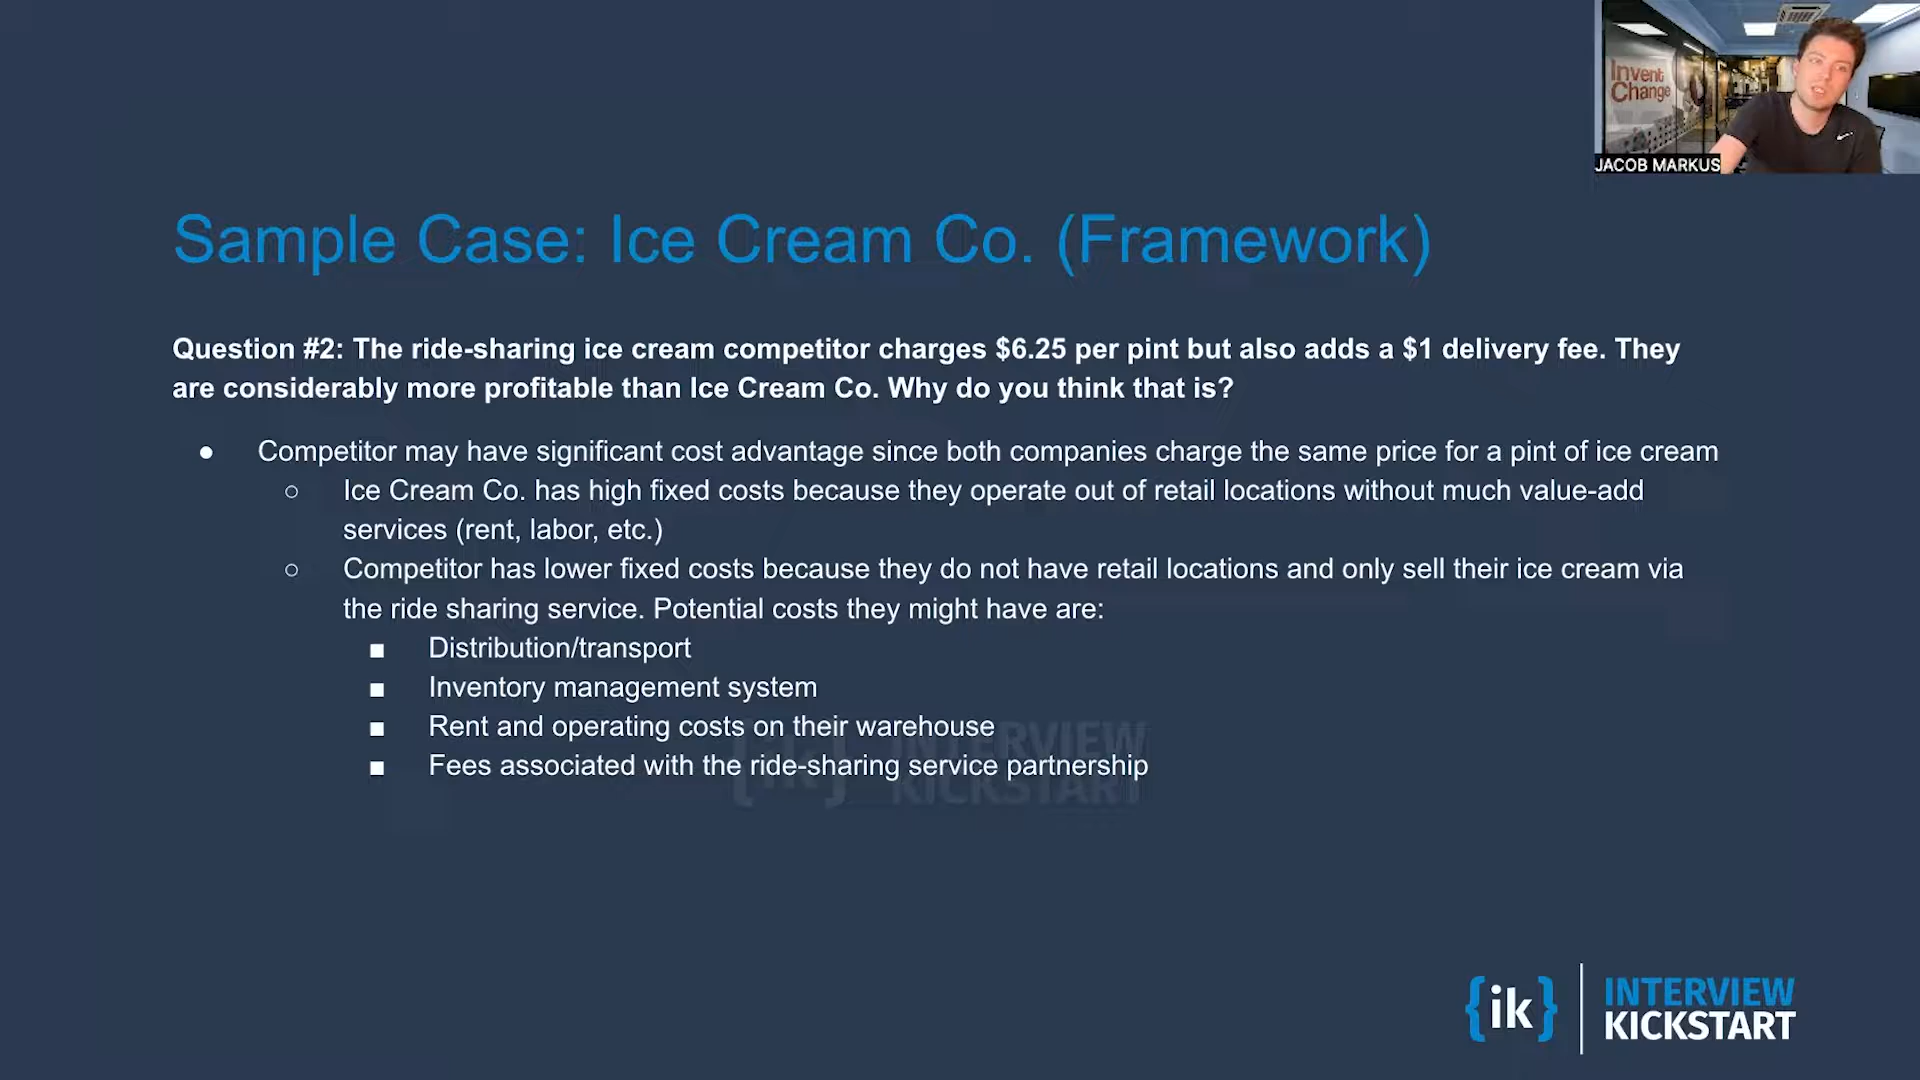 Invent
Change
JACOB MARKUS
Sample Case: Ice Cream Co. (Framework)
Question #2: The ride-sharing ice cream competitor charges $6.25 per pint but also adds a $1 delivery fee. They
are considerably more profitable than Ice Cream Co. Why do you think that is?
● Competitor may have significant cost advantage since both companies charge the same price for a pint of ice cream
○ Ice Cream Co. has high fixed costs because they operate out of retail locations without much value-add
services (rent, labor, etc.)
○ Competitor has lower fixed costs because they do not have retail locations and only sell their ice cream via
the ride sharing service. Potential costs they might have are:
■ Distribution/transport
■ Inventory management system
■ Rent and operating costs on their warehouse
■ Fees associated with the ride-sharing service partnership
{ik} INTERVIEW
KICKSTART
{ik} INTERVIEW
KICKSTART